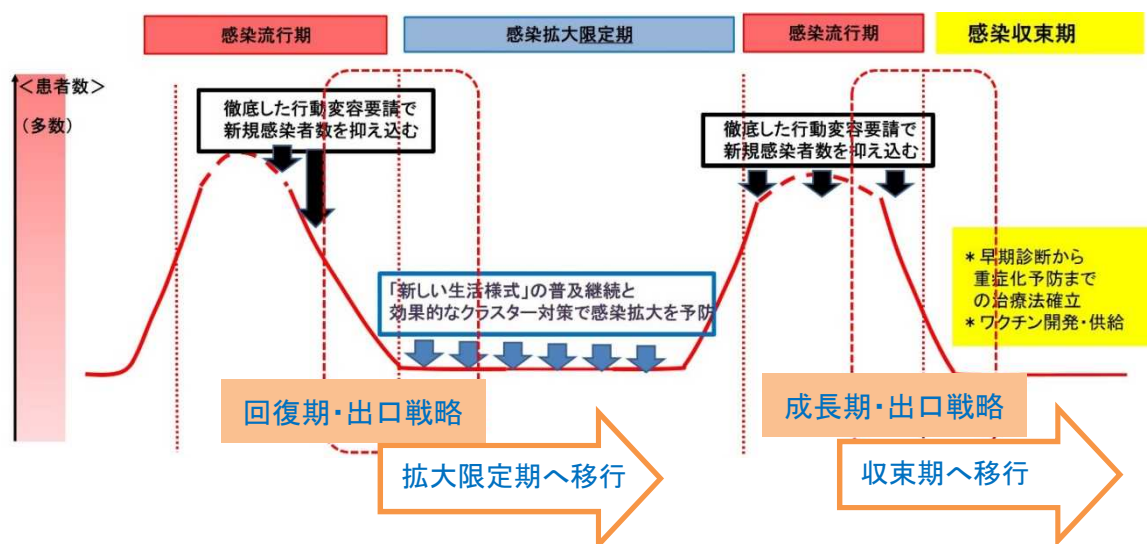 感染流行期
感染拡大限定期
感染流行期
感染収束期
<患者数>
(多数)
徹底した行動変容要請で
新規感染者数を抑え込む
徹底した行動変容要請で
新規感染者数を抑え込む
「新しい生活様式」の普及継続と
効果的なクラスター対策で感染拡大を予防
*早期診断から
重症化予防まで
の治療法確立
*ワクチン開発・供給
回復期・出口戦略
拡大限定期へ移行
成長期・出口戦略
収束期へ移行